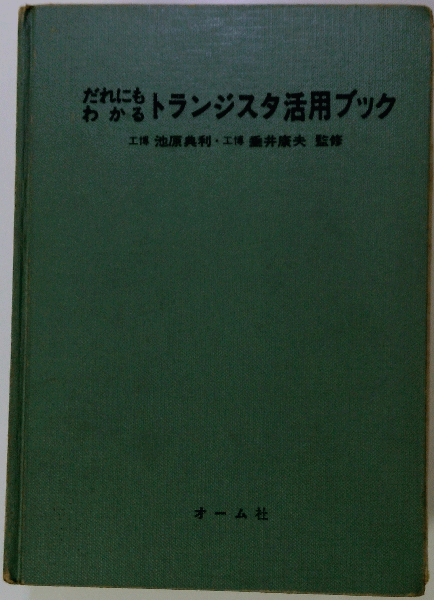 だれにもわかるトランジスタ活用ブック
工博 池原典利・工博 垂井康夫 監修
オーム社